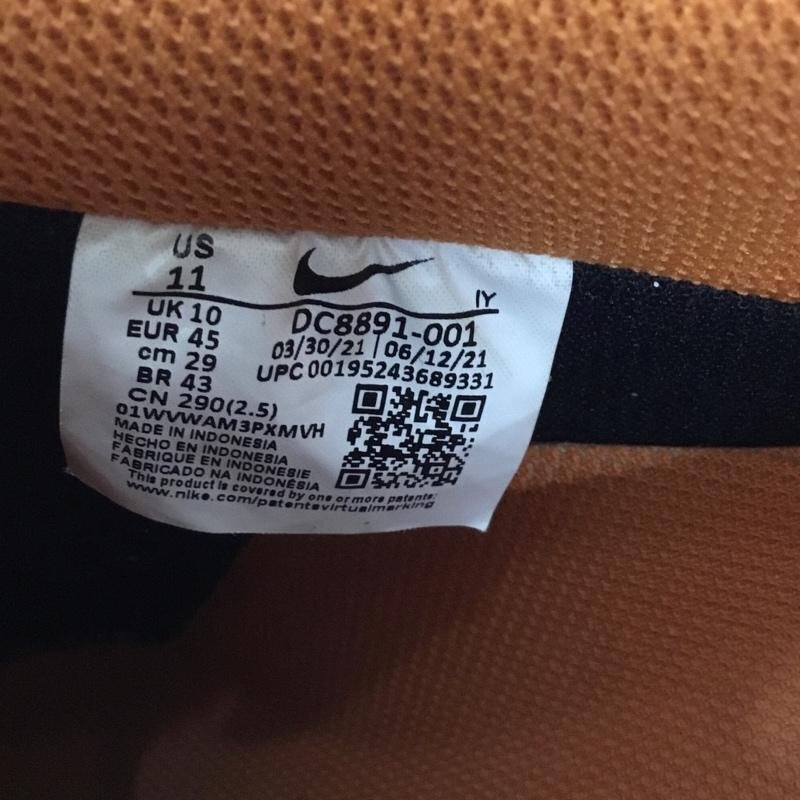 US
11
IY
UK 10
EUR 45
cm 29
BR 43
CN 290(2.5)
DC8891-001
03/30/21 | 06/12/21
UPC 00195243689331
01WVWAM3PXMVH
MADE IN INDONESIA
HECHO EN INDONESIA
FABRIQUE EN INDONESIE
FABRICADO NA INDONÉSIA
This product is covered by one or more patents:
www.nike.com/patentsvirtualmarking